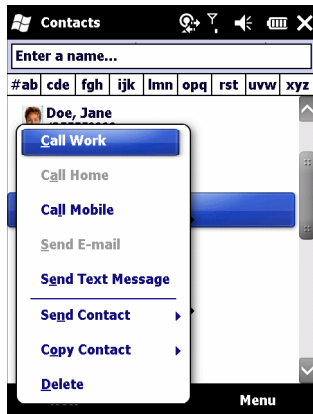 Contacts
Enter a name...
#ab cde fgh ijk lmn opq rst uvw xyz
Doe, Jane
Call Work
Call Home
Call Mobile
Send E-mail
Send Text Message
Send Contact
Copy Contact
Delete
Menu